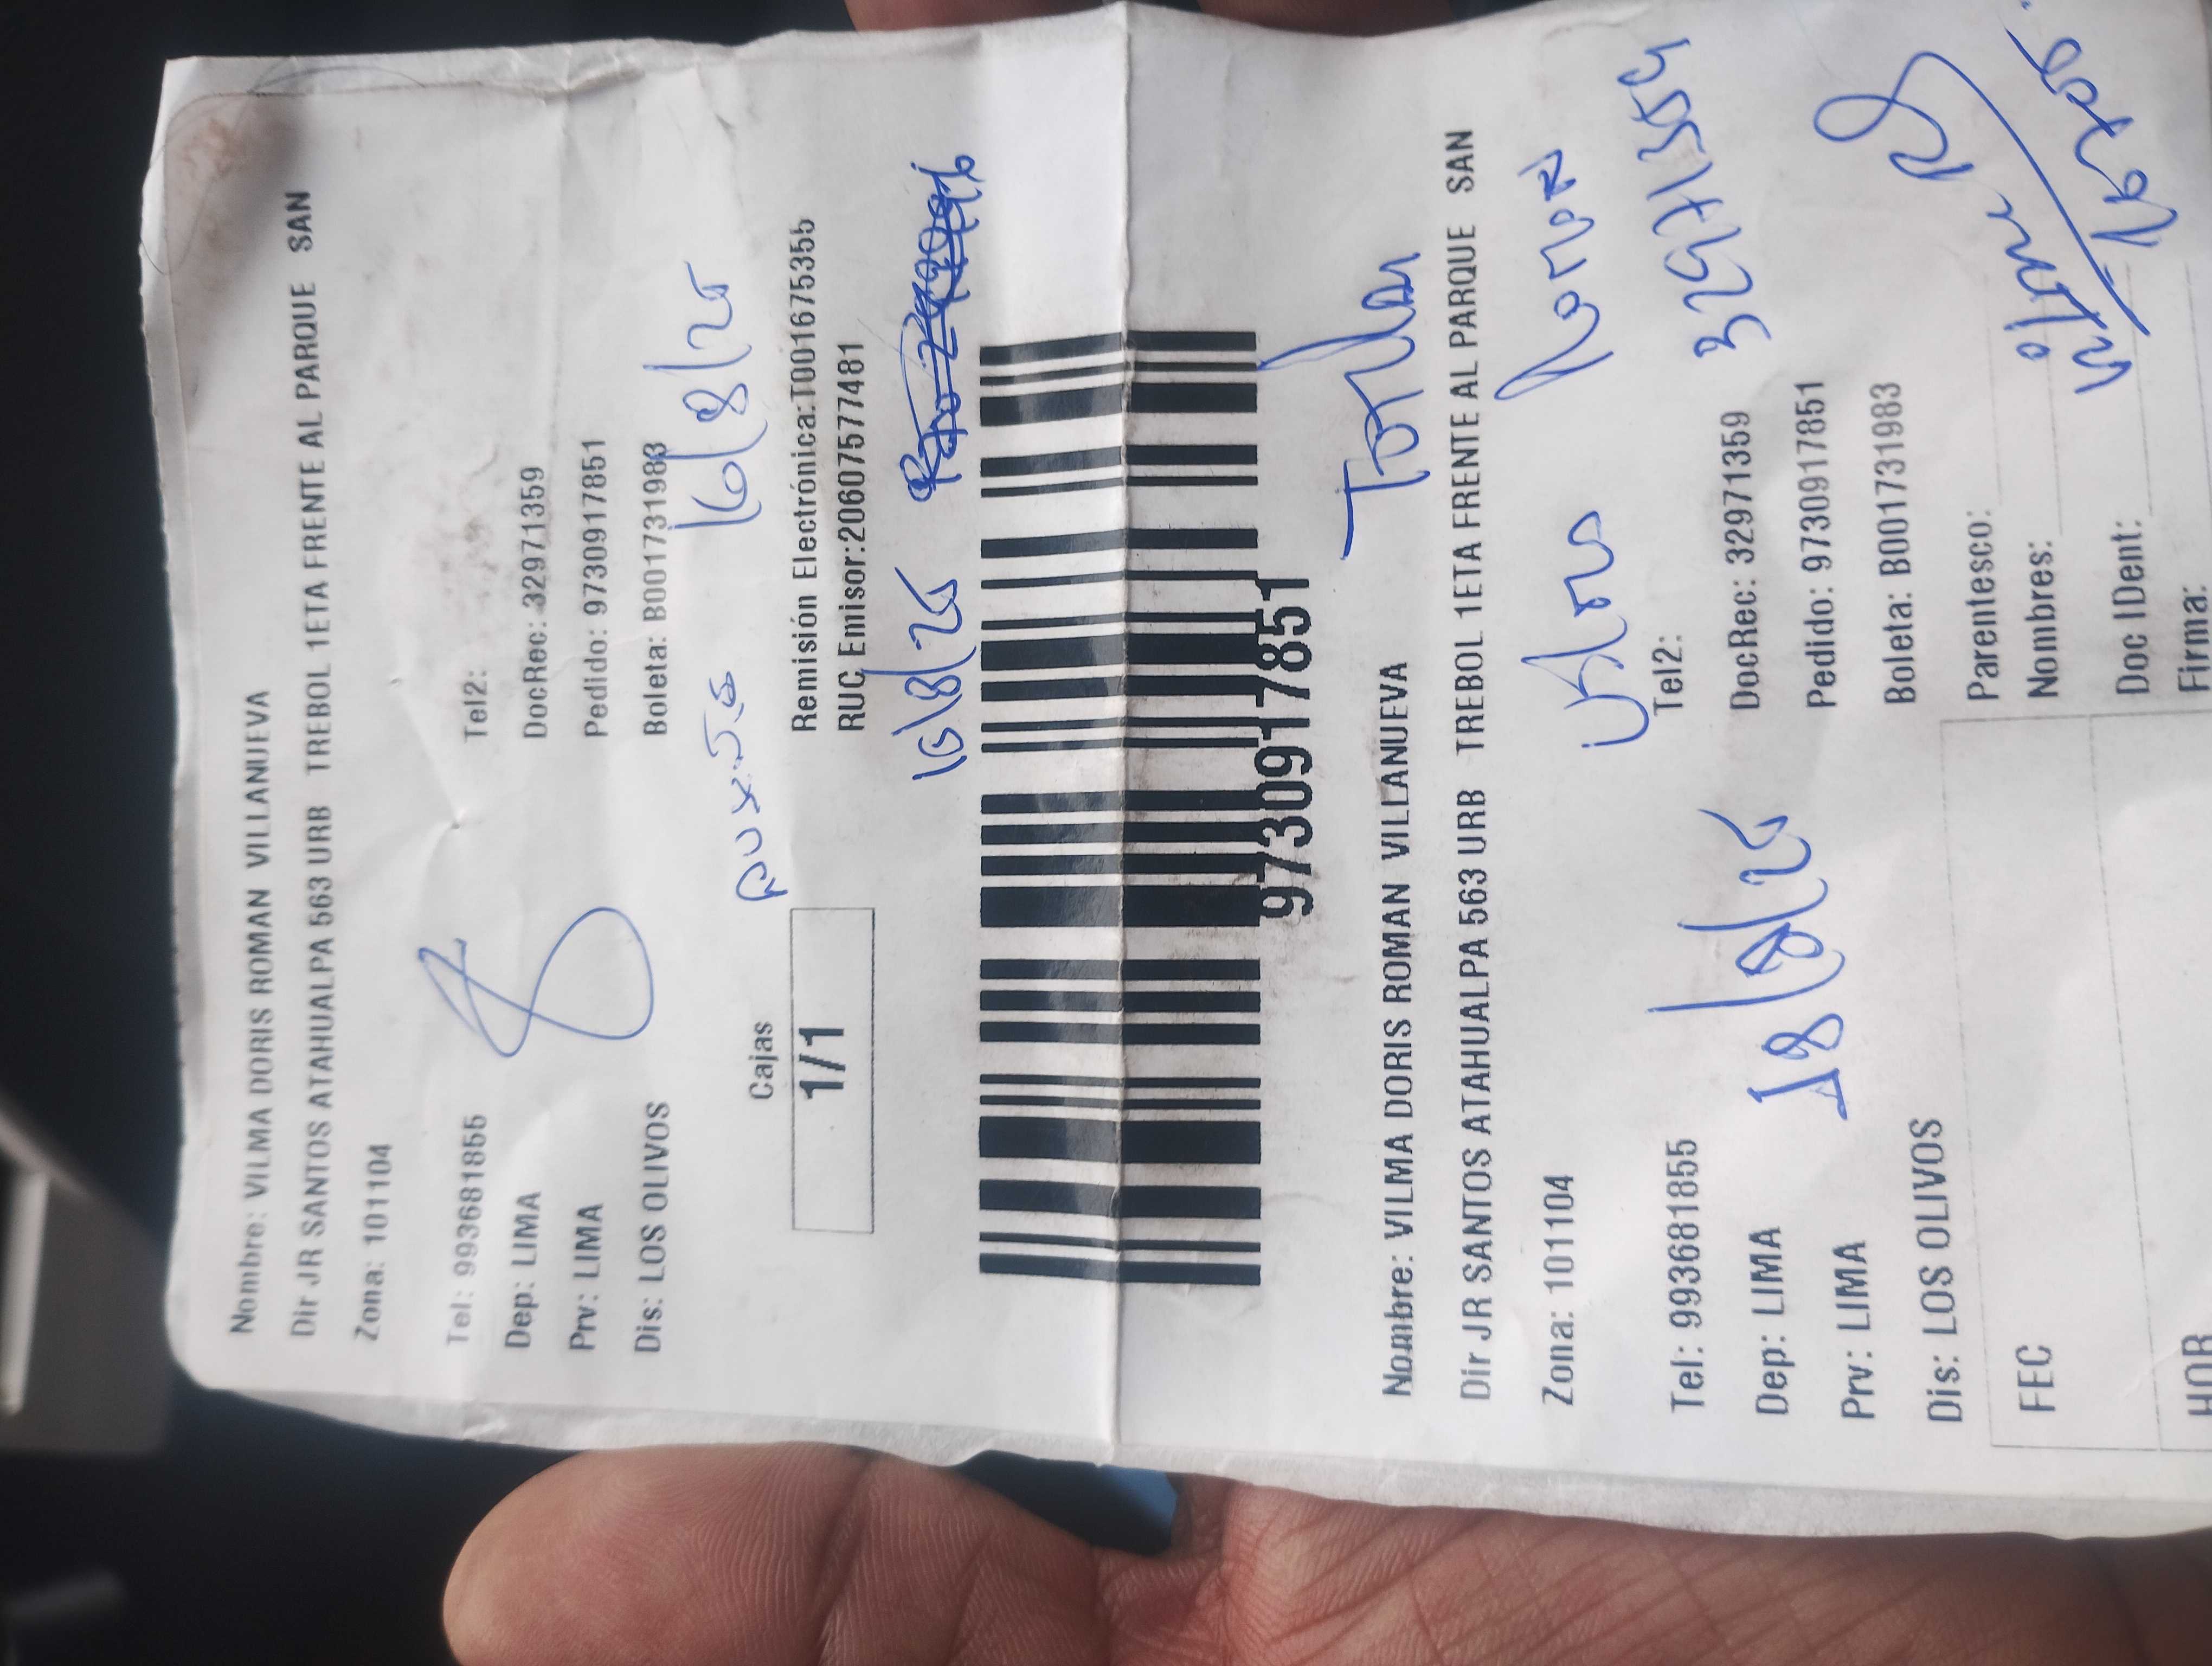 Nombre: VILMA DORIS ROMAN VILLANUEVA
Dir JR SANTOS ATAHUALPA 563 URB TREBOL 1ETA FRENTE AL PARQUE SAN
Zona: 101104
Tel: 993681855 Tel2:
Dep: LIMA DocRec: 32971359
Prv: LIMA Pedido: 9730917851
Dis: LOS OLIVOS Boleta: B001731983
16/8/25
Cajas
1/1
Remisión Electrónica:T001675356
RUC Emisor:20607577481
16/8/25
9730917851
Nombre: VILMA DORIS ROMAN VILLANUEVA
Dir JR SANTOS ATAHUALPA 563 URB TREBOL 1ETA FRENTE AL PARQUE SAN
Zona: 101104
Vilma Roman
Tel: 993681855 Tel2:
32971359
Dep: LIMA DocRec: 32971359
18/8/25
Prv: LIMA Pedido: 9730917851
Dis: LOS OLIVOS Boleta: B001731983
Parentesco:
FEC Nombres:
Doc IDent:
HOR Firma: